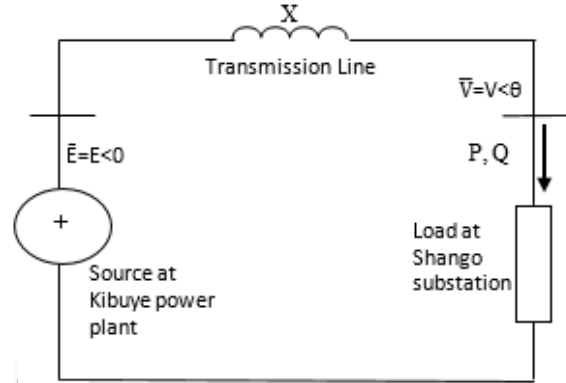 X
Transmission Line
V̅=V<θ
E̅=E<0
P, Q
+
Load at
Shango
substation
Source at
Kibuye power
plant